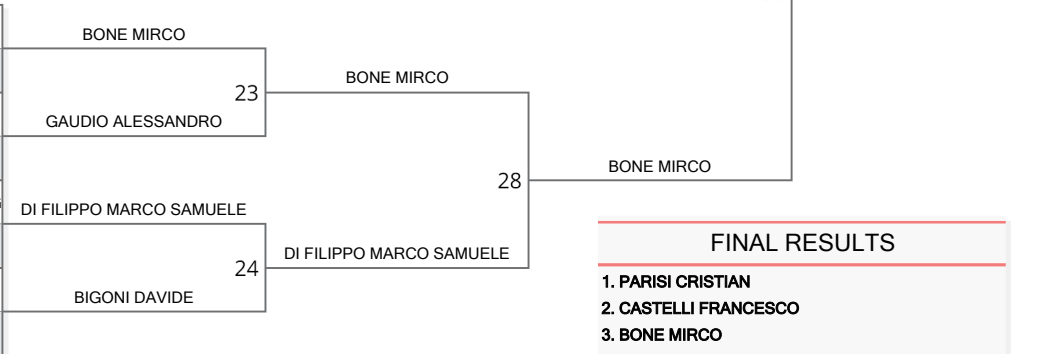 BONE MIRCO
BONE MIRCO
23
GAUDIO ALESSANDRO
BONE MIRCO
28
DI FILIPPO MARCO SAMUELE
DI FILIPPO MARCO SAMUELE
24
BIGONI DAVIDE
FINAL RESULTS
1. PARISI CRISTIAN
2. CASTELLI FRANCESCO
3. BONE MIRCO